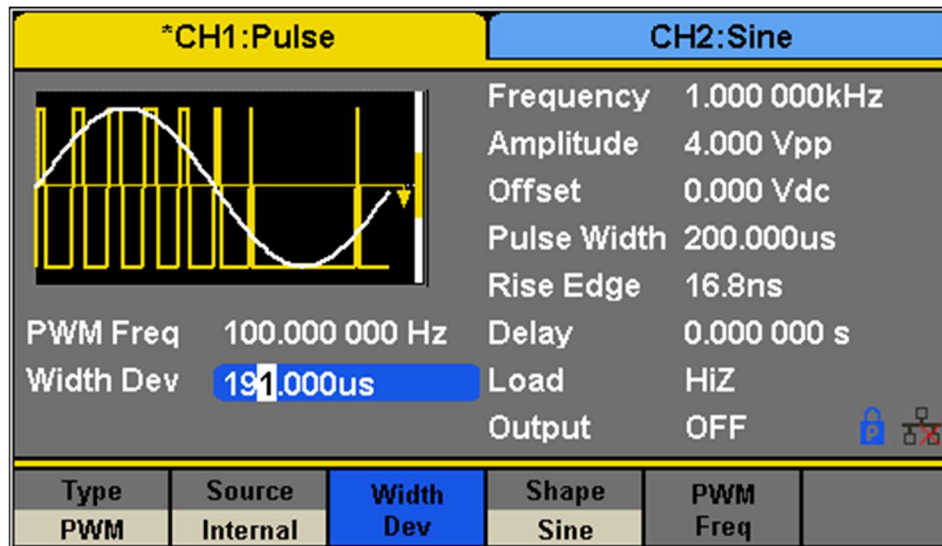 *CH1:Pulse CH2:Sine
Frequency 1.000 000kHz
Amplitude 4.000 Vpp
Offset 0.000 Vdc
Pulse Width 200.000us
Rise Edge 16.8ns
PWM Freq 100.000 000 Hz Delay 0.000 000 s
Width Dev 191.000us Load HiZ
Output OFF P
Type Source Width Shape PWM
PWM Internal Dev Sine Freq